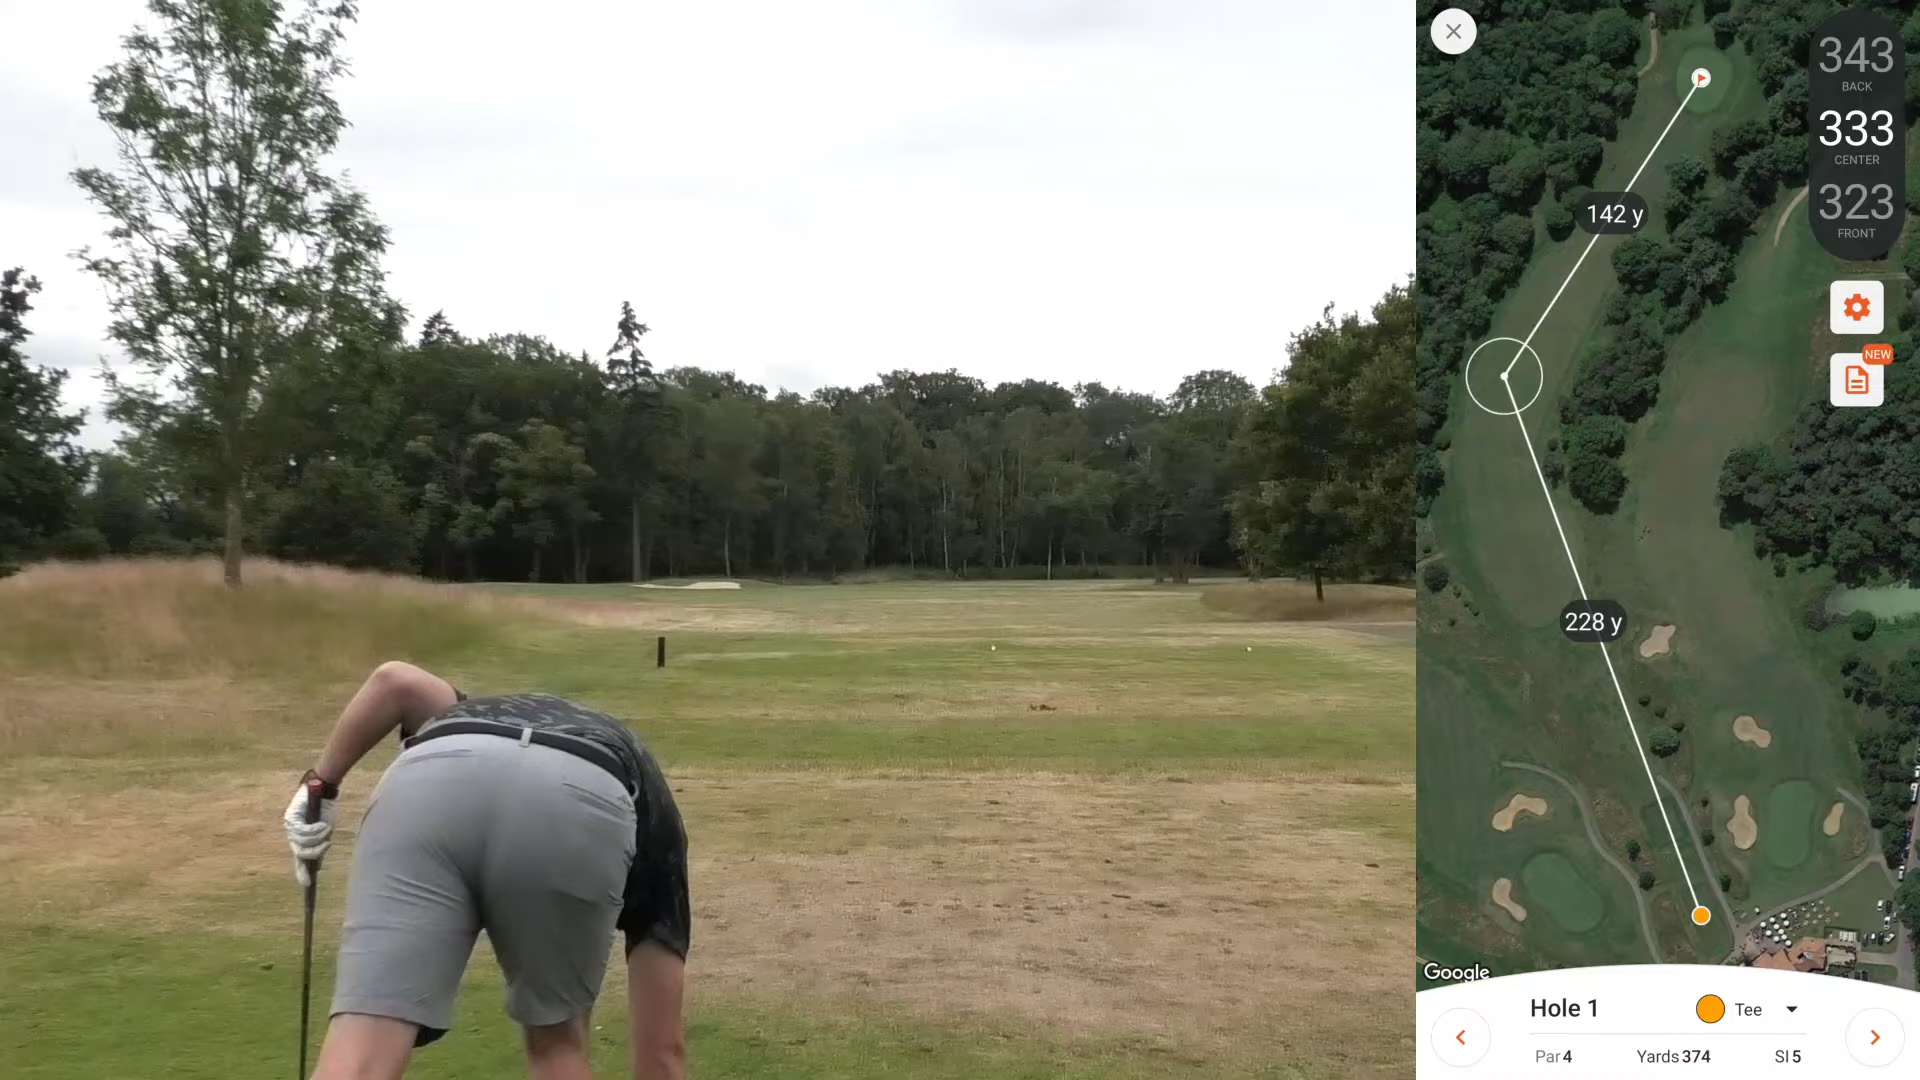 343
BACK
333
CENTER
323
FRONT
142 y
NEW
228 y
Google
Hole 1
Tee
Par 4
Yards 374
SI 5